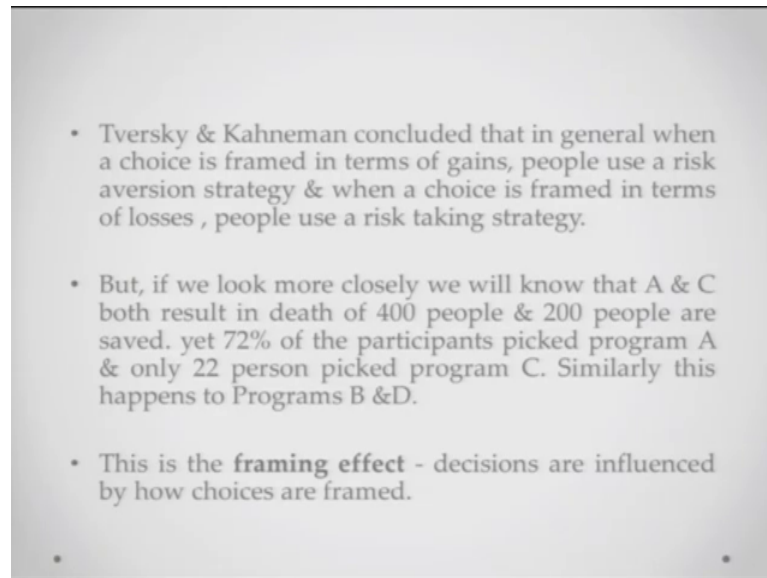 • Tversky & Kahneman concluded that in general when
a choice is framed in terms of gains, people use a risk
aversion strategy & when a choice is framed in terms
of losses , people use a risk taking strategy.
• But, if we look more closely we will know that A & C
both result in death of 400 people & 200 people are
saved. yet 72% of the participants picked program A
& only 22 person picked program C. Similarly this
happens to Programs B &D.
• This is the framing effect - decisions are influenced
by how choices are framed.